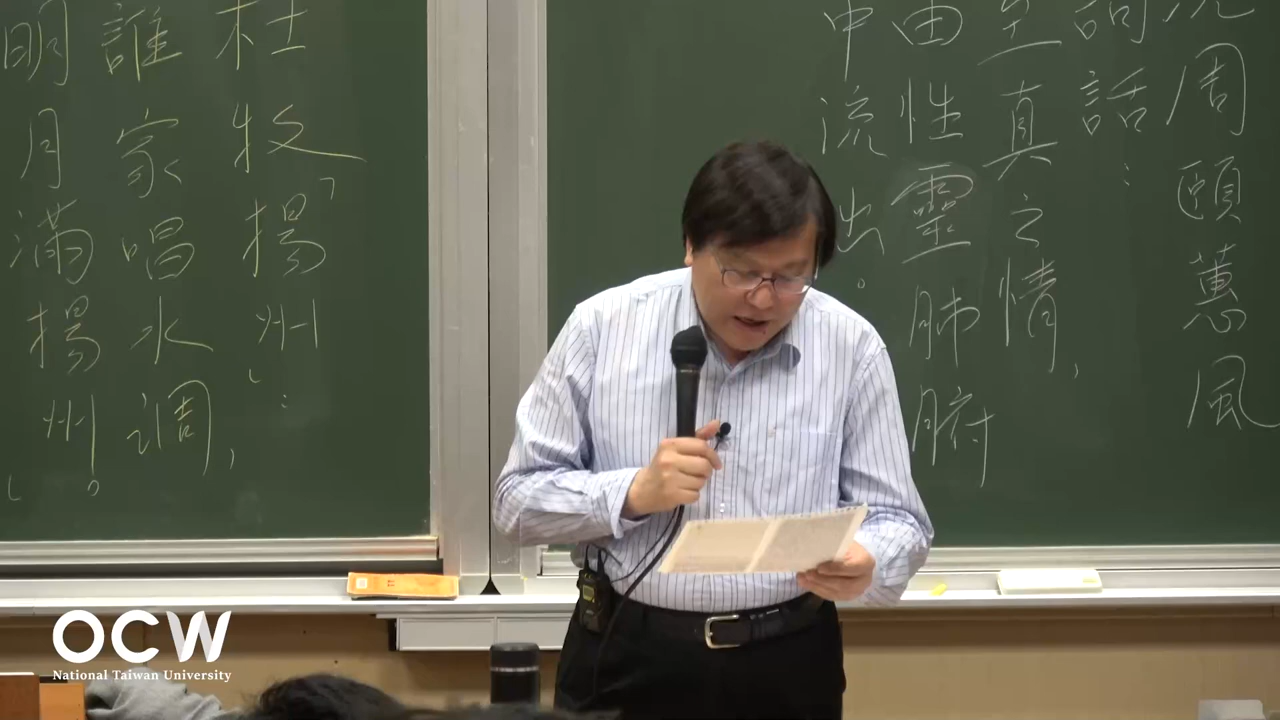 況周頤蕙風
詞話：
至真之情，
由性靈肺腑
中流出。
杜牧「揚州」：
誰家唱水調，
明月滿揚州。」
OCW
National Taiwan University